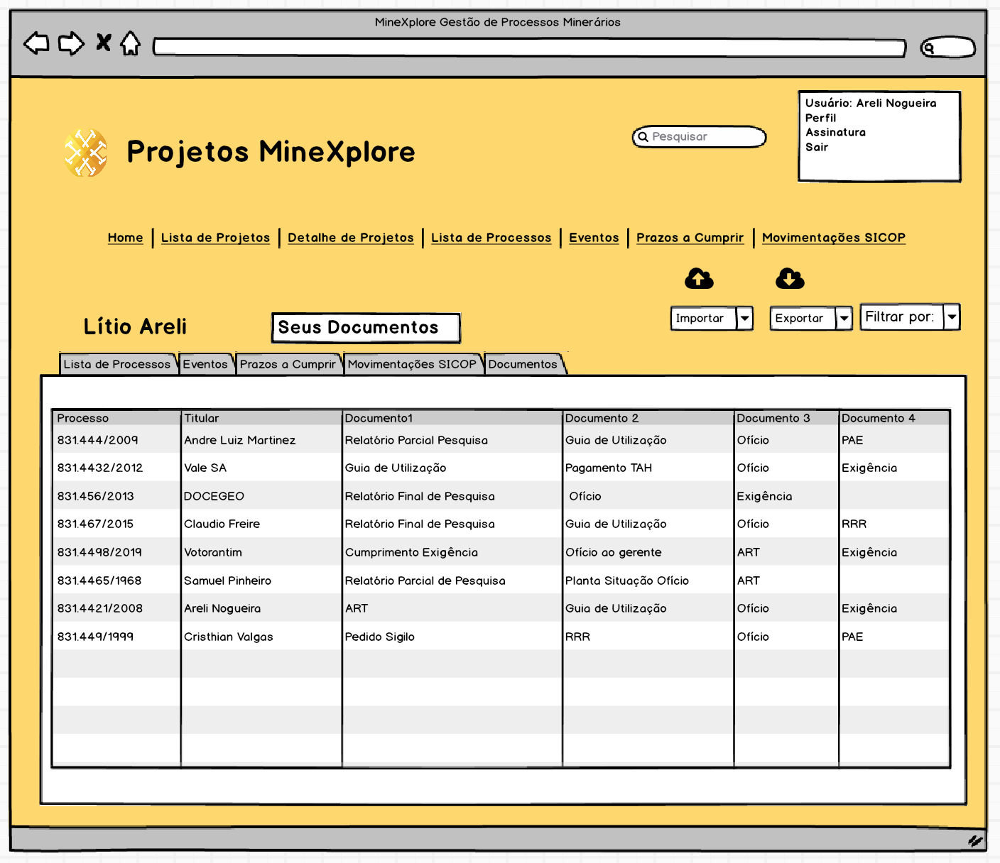 MineXplore Gestão de Processos Minerários
Usuário: Areli Nogueira
Perfil
Assinatura
Sair
Pesquisar
Projetos MineXplore
Home | Lista de Projetos | Detalhe de Projetos | Lista de Processos | Eventos | Prazos a Cumprir | Movimentações SICOP
Importar Exportar Filtrar por:
Lítio Areli Seus Documentos
Lista de Processos Eventos Prazos a Cumprir Movimentações SICOP Documentos
Processo Titular Documento1 Documento 2 Documento 3 Documento 4
831.444/2009 Andre Luiz Martinez Relatório Parcial Pesquisa Guia de Utilização Ofício PAE
831.4432/2012 Vale SA Guia de Utilização Pagamento TAH Ofício Exigência
831.456/2013 DOCEGEO Relatório Final de Pesquisa Ofício Exigência
831.467/2015 Claudio Freire Relatório Final de Pesquisa Guia de Utilização Ofício RRR
831.4498/2019 Votorantim Cumprimento Exigência Ofício ao gerente ART Exigência
831.4465/1968 Samuel Pinheiro Relatório Parcial de Pesquisa Planta Situação Ofício ART
831.4421/2008 Areli Nogueira ART Guia de Utilização Ofício Exigência
831.449/1999 Cristhian Valgas Pedido Sigilo RRR Ofício PAE